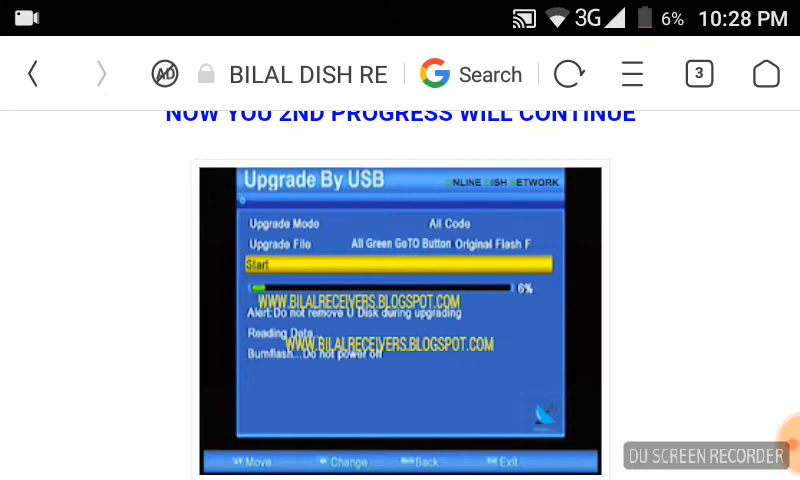 3G 6% 10:28 PM
AD BILAL DISH RE G Search 3
NOW YOU 2ND PROGRESS WILL CONTINUE
Upgrade By USB ONLINE DISH NETWORK
Upgrade Mode All Code
Upgrade File All Green GoTO Button Original Flash F
Start
6%
WWW.BILALRECEIVERS.BLOGSPOT.COM
Alert:Do not remove U Disk during upgrading
Reading Data...
WWW.BILALRECEIVERS.BLOGSPOT.COM
Burnflash...Do not power off
Move Change Back Exit
DU SCREEN RECORDER